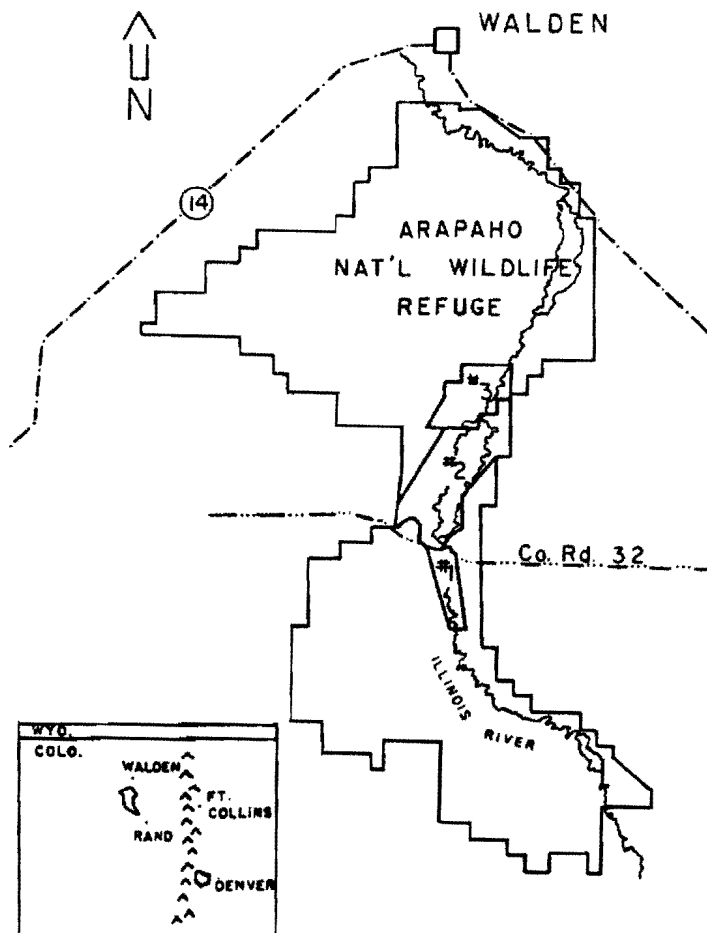 WALDEN
N
14
ARAPAHO
NAT'L WILDLIFE
REFUGE
*3
#2
Co. Rd. 32
#1
ILLINOIS
RIVER
WYO.
COLO.
WALDEN
FT.
COLLINS
RAND
DENVER